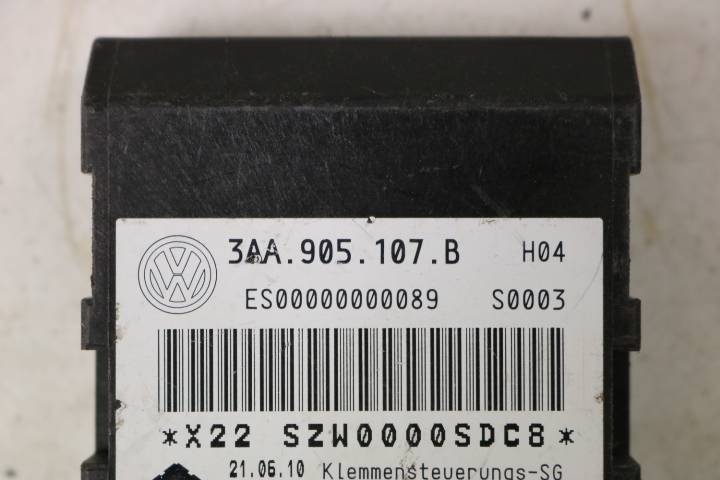 3AA.905.107.B H04
ES00000000089 S0003
*X22 SZW0000SDC8*
21.06.10 Klemmensteuerungs-SG